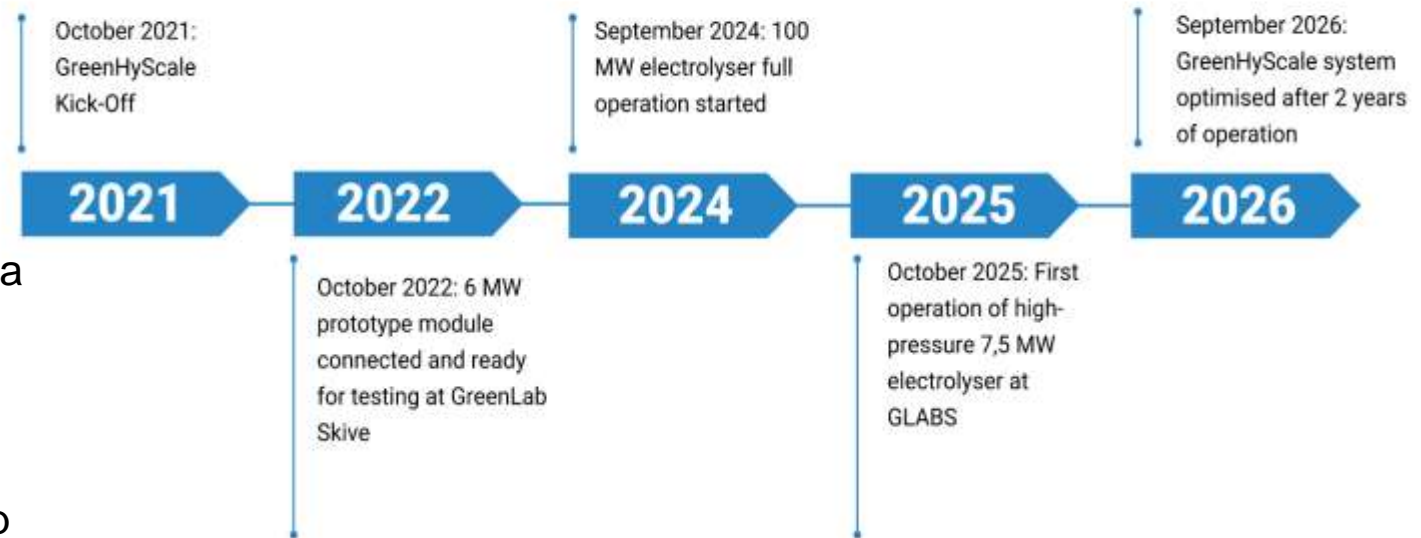 October 2021:
GreenHyScale
Kick-Off
September 2024: 100
MW electrolyser full
operation started
September 2026:
GreenHyScale system
optimised after 2 years
of operation
2021
2022
2024
2025
2026
a
October 2022: 6 MW
prototype module
connected and ready
for testing at GreenLab
Skive
October 2025: First
operation of high-
pressure 7,5 MW
electrolyser at
GLABS
o